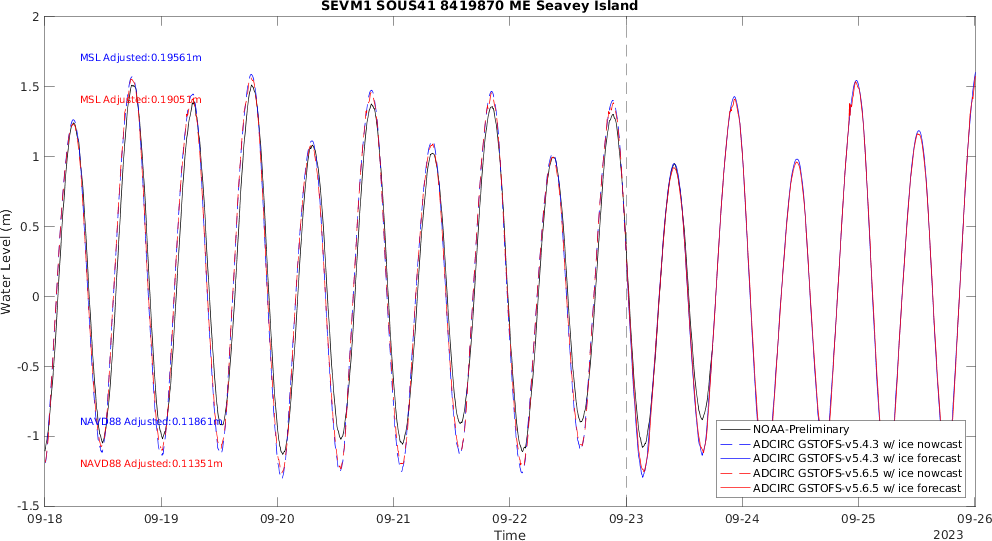 SEVM1 SOUS41 8419870 ME Seavey Island
2
1.5
1
0.5
0
-0.5
-1
-1.5
Water Level (m)
MSL Adjusted:0.19561m
MSL Adjusted:0.19051m
NAVD88 Adjusted:0.11861m
NAVD88 Adjusted:0.11351m
NOAA-Preliminary
ADCIRC GSTOFS-v5.4.3 w/ ice nowcast
ADCIRC GSTOFS-v5.4.3 w/ ice forecast
ADCIRC GSTOFS-v5.6.5 w/ ice nowcast
ADCIRC GSTOFS-v5.6.5 w/ ice forecast
09-18 09-19 09-20 09-21 09-22 09-23 09-24 09-25 09-26
Time
2023